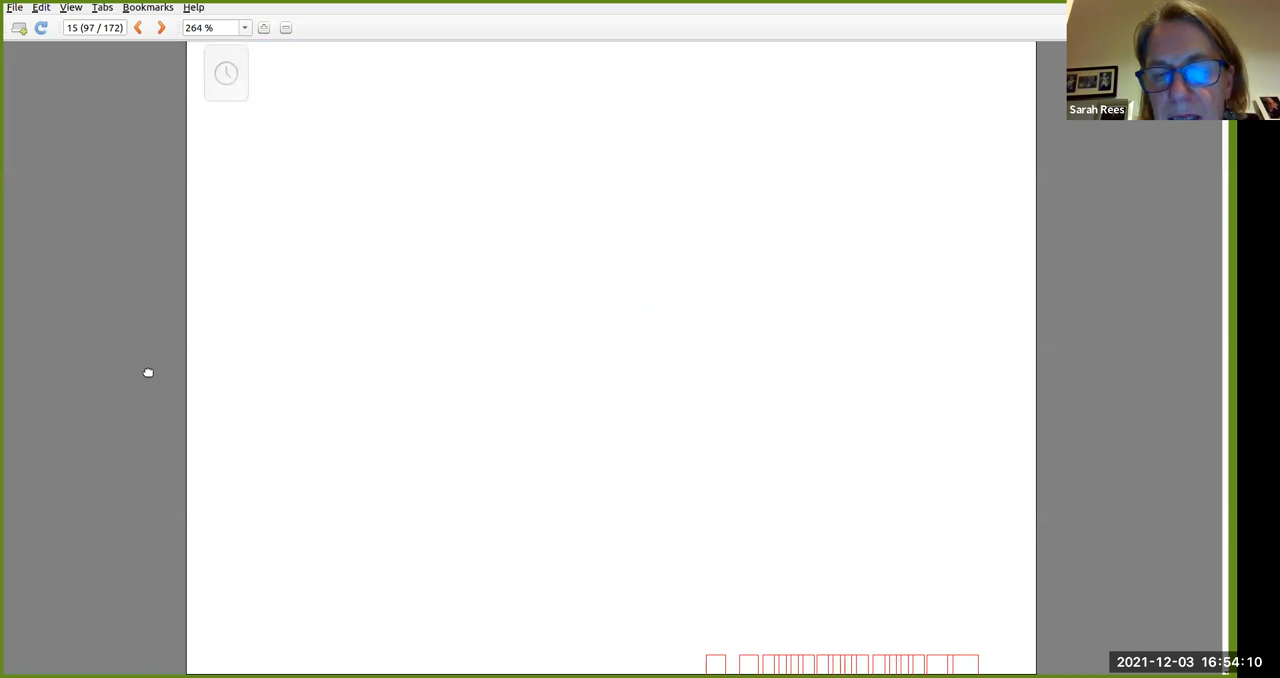 File Edit View Tabs Bookmarks Help
15 (97 / 172) 264 %
Sarah Rees
2021-12-03 16:54:10